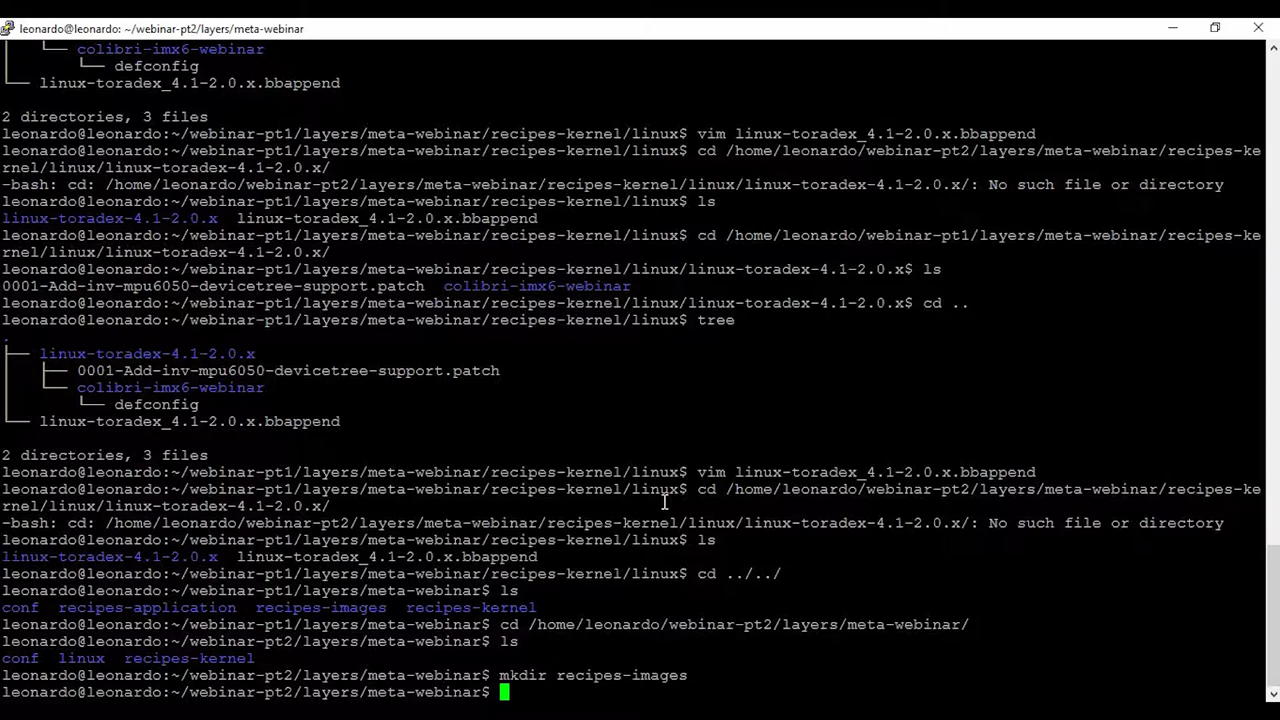 leonardo@leonardo: ~/webinar-pt2/layers/meta-webinar
│   └── colibri-imx6-webinar
│       └── defconfig
└── linux-toradex_4.1-2.0.x.bbappend
2 directories, 3 files
leonardo@leonardo:~/webinar-pt1/layers/meta-webinar/recipes-kernel/linux$ vim linux-toradex_4.1-2.0.x.bbappend
leonardo@leonardo:~/webinar-pt1/layers/meta-webinar/recipes-kernel/linux$ cd /home/leonardo/webinar-pt2/layers/meta-webinar/recipes-ke
rnel/linux/linux-toradex-4.1-2.0.x/
-bash: cd: /home/leonardo/webinar-pt2/layers/meta-webinar/recipes-kernel/linux/linux-toradex-4.1-2.0.x/: No such file or directory
leonardo@leonardo:~/webinar-pt1/layers/meta-webinar/recipes-kernel/linux$ ls
linux-toradex-4.1-2.0.x  linux-toradex_4.1-2.0.x.bbappend
leonardo@leonardo:~/webinar-pt1/layers/meta-webinar/recipes-kernel/linux$ cd /home/leonardo/webinar-pt1/layers/meta-webinar/recipes-ke
rnel/linux/linux-toradex-4.1-2.0.x/
leonardo@leonardo:~/webinar-pt1/layers/meta-webinar/recipes-kernel/linux/linux-toradex-4.1-2.0.x$ ls
0001-Add-inv-mpu6050-devicetree-support.patch  colibri-imx6-webinar
leonardo@leonardo:~/webinar-pt1/layers/meta-webinar/recipes-kernel/linux/linux-toradex-4.1-2.0.x$ cd ..
leonardo@leonardo:~/webinar-pt1/layers/meta-webinar/recipes-kernel/linux$ tree
.
├── linux-toradex-4.1-2.0.x
│   ├── 0001-Add-inv-mpu6050-devicetree-support.patch
│   └── colibri-imx6-webinar
│       └── defconfig
└── linux-toradex_4.1-2.0.x.bbappend
2 directories, 3 files
leonardo@leonardo:~/webinar-pt1/layers/meta-webinar/recipes-kernel/linux$ vim linux-toradex_4.1-2.0.x.bbappend
leonardo@leonardo:~/webinar-pt1/layers/meta-webinar/recipes-kernel/linux$ cd /home/leonardo/webinar-pt2/layers/meta-webinar/recipes-ke
rnel/linux/linux-toradex-4.1-2.0.x/
-bash: cd: /home/leonardo/webinar-pt2/layers/meta-webinar/recipes-kernel/linux/linux-toradex-4.1-2.0.x/: No such file or directory
leonardo@leonardo:~/webinar-pt1/layers/meta-webinar/recipes-kernel/linux$ ls
linux-toradex-4.1-2.0.x  linux-toradex_4.1-2.0.x.bbappend
leonardo@leonardo:~/webinar-pt1/layers/meta-webinar/recipes-kernel/linux$ cd ../../
leonardo@leonardo:~/webinar-pt1/layers/meta-webinar$ ls
conf  recipes-application  recipes-images  recipes-kernel
leonardo@leonardo:~/webinar-pt1/layers/meta-webinar$ cd /home/leonardo/webinar-pt2/layers/meta-webinar/
leonardo@leonardo:~/webinar-pt2/layers/meta-webinar$ ls
conf  linux  recipes-kernel
leonardo@leonardo:~/webinar-pt2/layers/meta-webinar$ mkdir recipes-images
leonardo@leonardo:~/webinar-pt2/layers/meta-webinar$